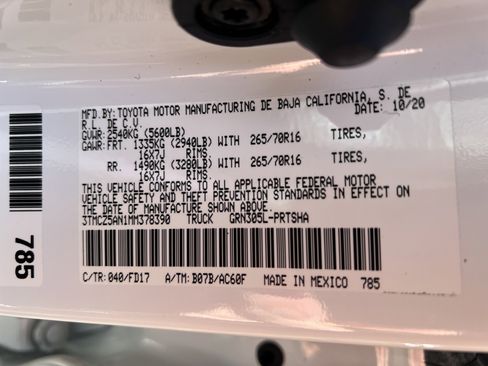 MFD.BY:TOYOTA MOTOR MANUFACTURING DE BAJA CALIFORNIA, S. DE
R.L. DE C.V. DATE: 10/20
GVWR: 2540KG (5600LB)
GAWR:FRT. 1335KG (2940LB) WITH 265/70R16 TIRES,
16X7J RIMS.
RR. 1490KG (3280LB) WITH 265/70R16 TIRES,
16X7J RIMS.
THIS VEHICLE CONFORMS TO ALL APPLICABLE FEDERAL MOTOR
VEHICLE SAFETY AND THEFT PREVENTION STANDARDS IN EFFECT ON
THE DATE OF MANUFACTURE SHOWN ABOVE.
3TMCZ5AN1MM378390 TRUCK GRN305L-PRTSHA
C/TR: 040/FD17 A/TM: B07B/AC60F MADE IN MEXICO 785
785